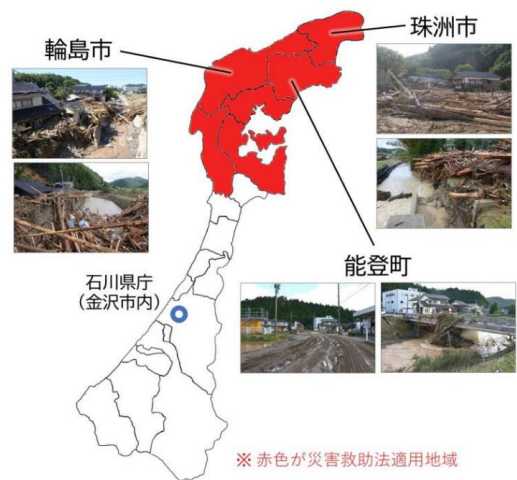 輪島市
珠洲市
能登町
石川県庁
（金沢市内）
※ 赤色が災害救助法適用地域